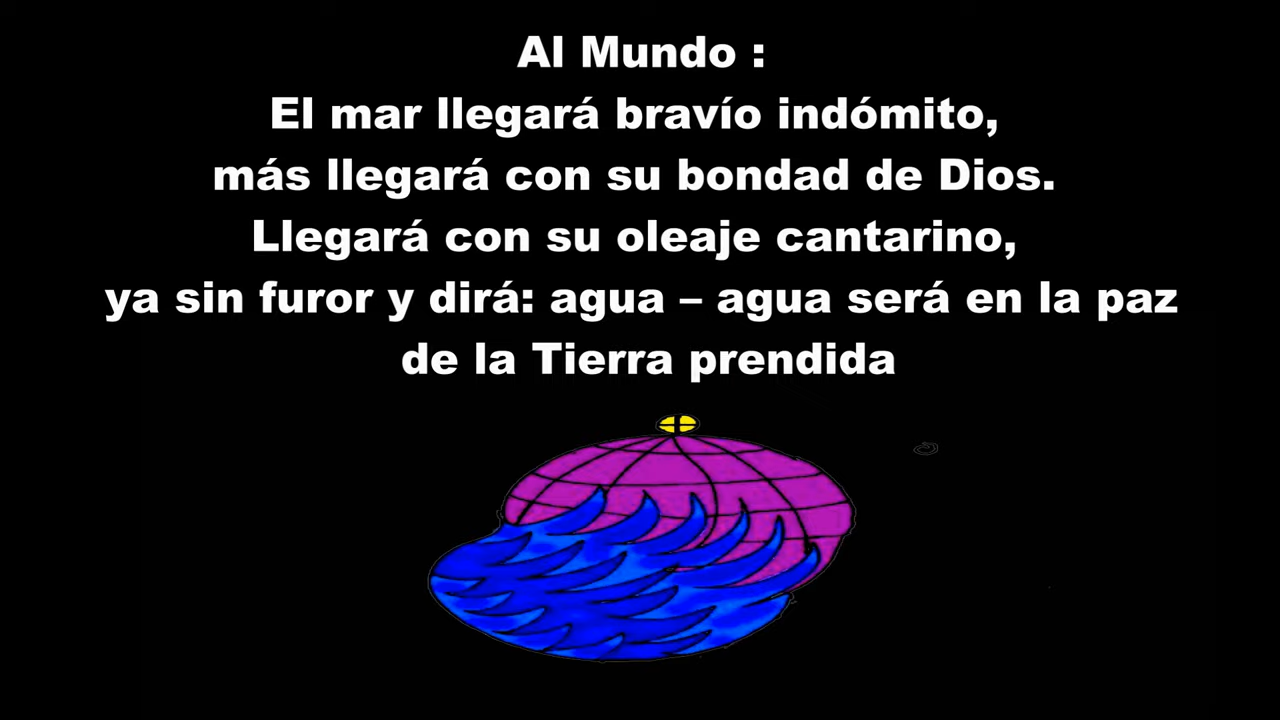 Al Mundo :
El mar llegará bravío indómito,
más llegará con su bondad de Dios.
Llegará con su oleaje cantarino,
ya sin furor y dirá: agua – agua será en la paz
de la Tierra prendida